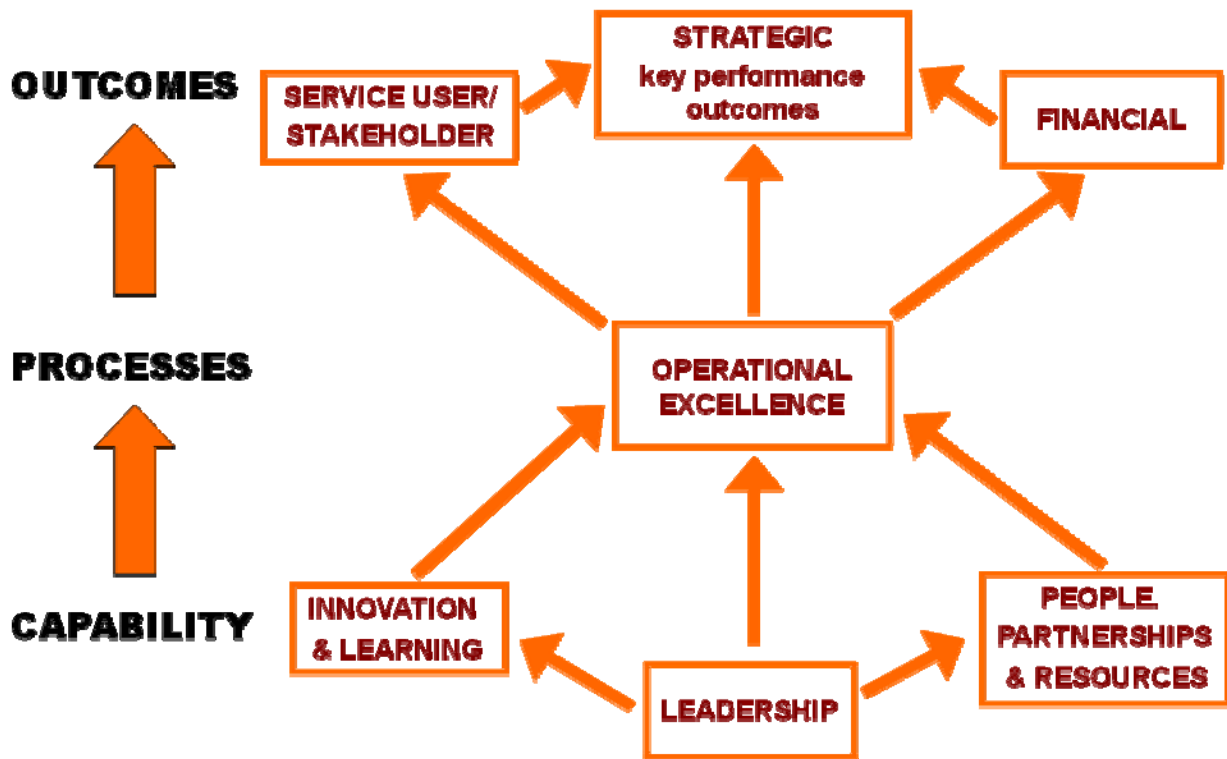 OUTCOMES
PROCESSES
CAPABILITY
SERVICE USER/
STAKEHOLDER
STRATEGIC
key performance
outcomes
FINANCIAL
OPERATIONAL
EXCELLENCE
INNOVATION
& LEARNING
LEADERSHIP
PEOPLE,
PARTNERSHIPS
& RESOURCES